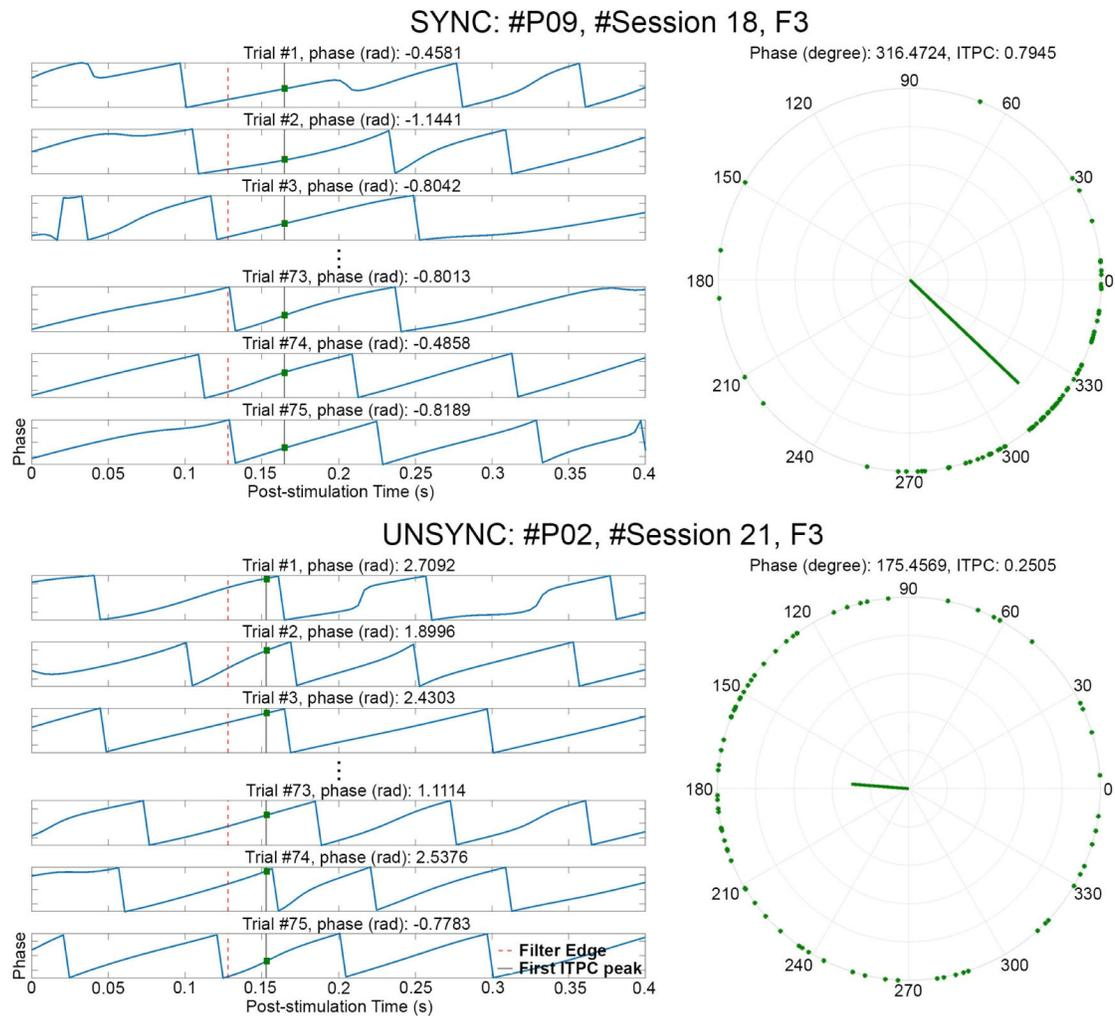 SYNC: #P09, #Session 18, F3
Trial #1, phase (rad): -0.4581
Trial #2, phase (rad): -1.1441
Trial #3, phase (rad): -0.8042
Trial #73, phase (rad): -0.8013
Trial #74, phase (rad): -0.4858
Trial #75, phase (rad): -0.8189
Phase
0 0.05 0.1 0.15 0.2 0.25 0.3 0.35 0.4
Post-stimulation Time (s)
Phase (degree): 316.4724, ITPC: 0.7945
90
120 60
150 30
180 0
210 330
240 300
270
UNSYNC: #P02, #Session 21, F3
Trial #1, phase (rad): 2.7092
Trial #2, phase (rad): 1.8996
Trial #3, phase (rad): 2.4303
Trial #73, phase (rad): 1.1114
Trial #74, phase (rad): 2.5376
Trial #75, phase (rad): -0.7783
Filter Edge
First ITPC peak
Phase
0 0.05 0.1 0.15 0.2 0.25 0.3 0.35 0.4
Post-stimulation Time (s)
Phase (degree): 175.4569, ITPC: 0.2505
90
120 60
150 30
180 0
210 330
240 300
270